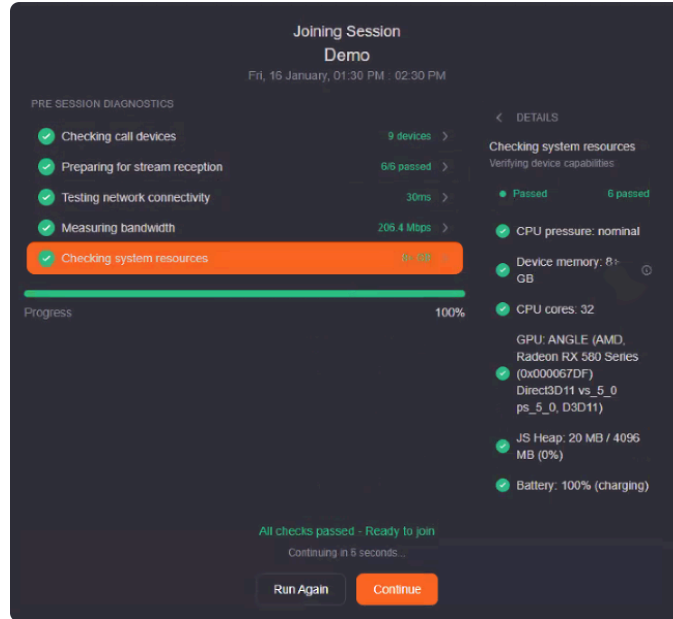 Joining Session
Demo
Fri, 16 January, 01:30 PM : 02:30 PM
PRE SESSION DIAGNOSTICS
Checking call devices
9 devices
Preparing for stream reception
6/6 passed
Testing network connectivity
30ms
Measuring bandwidth
206.4 Mbps
Checking system resources
Progress
100%
DETAILS
Checking system resources
Verifying device capabilities
Passed
6 passed
CPU pressure: nominal
Device memory: 8+
GB
CPU cores: 32
GPU: ANGLE (AMD,
Radeon RX 580 Series
(0x000067DF)
Direct3D11 vs_5_0
ps_5_0, D3D11)
JS Heap: 20 MB / 4096
MB (0%)
Battery: 100% (charging)
All checks passed - Ready to join
Continuing in 5 seconds...
Run Again
Continue